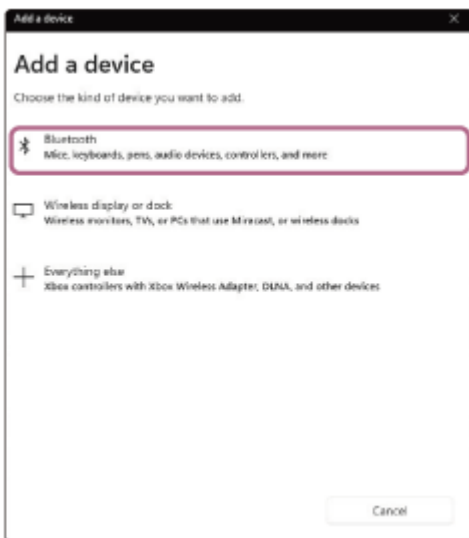 Add a device
Add a device
Choose the kind of device you want to add.
Bluetooth
Mice, keyboards, pens, audio devices, controllers, and more
Wireless display or dock
Wireless monitors, TVs, or PCs that use Miracast, or wireless docks
Everything else
Xbox controllers with Xbox Wireless Adapter, DLNA, and other devices
Cancel